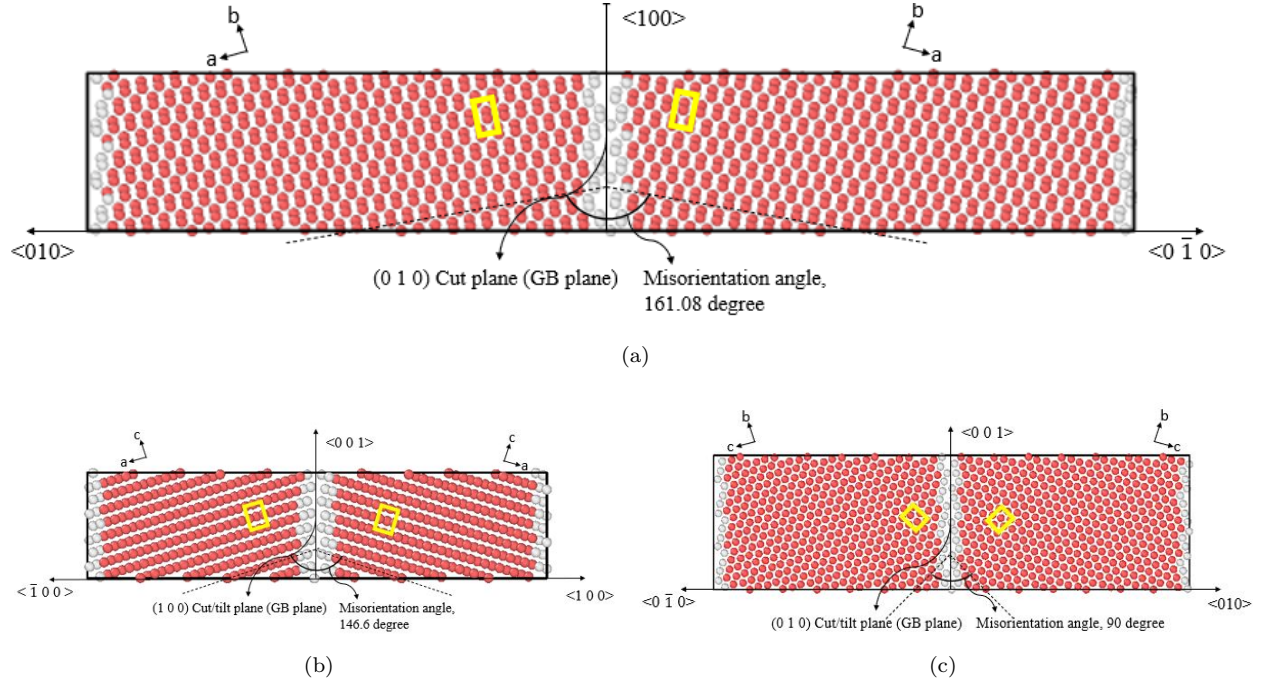 <100>
b
a
b
a
<010>
<0 1̅ 0>
(0 1 0) Cut plane (GB plane)
Misorientation angle,
161.08 degree
(a)
<0 0 1>
c
a
c
a
<1̅ 0 0>
<1 0 0>
(1 0 0) Cut/tilt plane (GB plane)
Misorientation angle,
146.6 degree
(b)
<0 0 1>
b
c
b
c
<0 1̅ 0>
<010>
(0 1 0) Cut/tilt plane (GB plane)
Misorientation angle, 90 degree
(c)